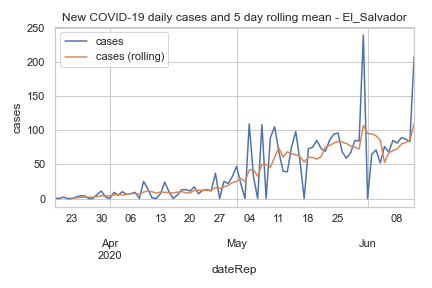 New COVID-19 daily cases and 5 day rolling mean - El_Salvador
cases
cases (rolling)
cases
250
200
150
100
50
0
23 30 06 13 20 27 04 11 18 25 08
Apr May Jun
2020
dateRep